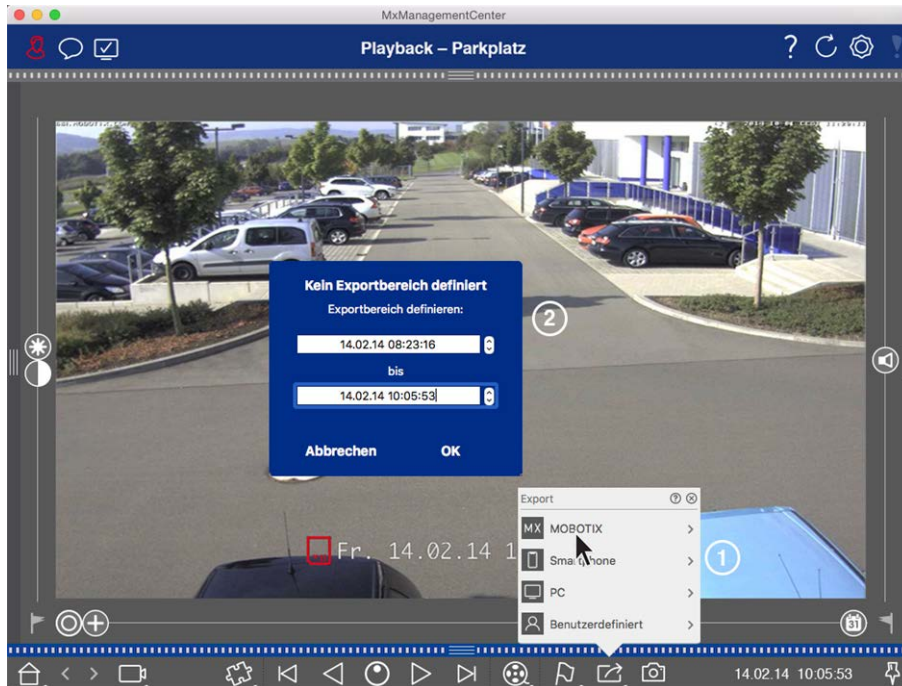 MxManagementCenter
Playback – Parkplatz
Kein Exportbereich definiert
Exportbereich definieren:
14.02.14 08:23:16
bis
14.02.14 10:05:53
Abbrechen OK
2
Export
MX MOBOTIX
Smartphone
1
PC
Benutzerdefiniert
Fr. 14.02.14 1
31
14.02.14 10:05:53